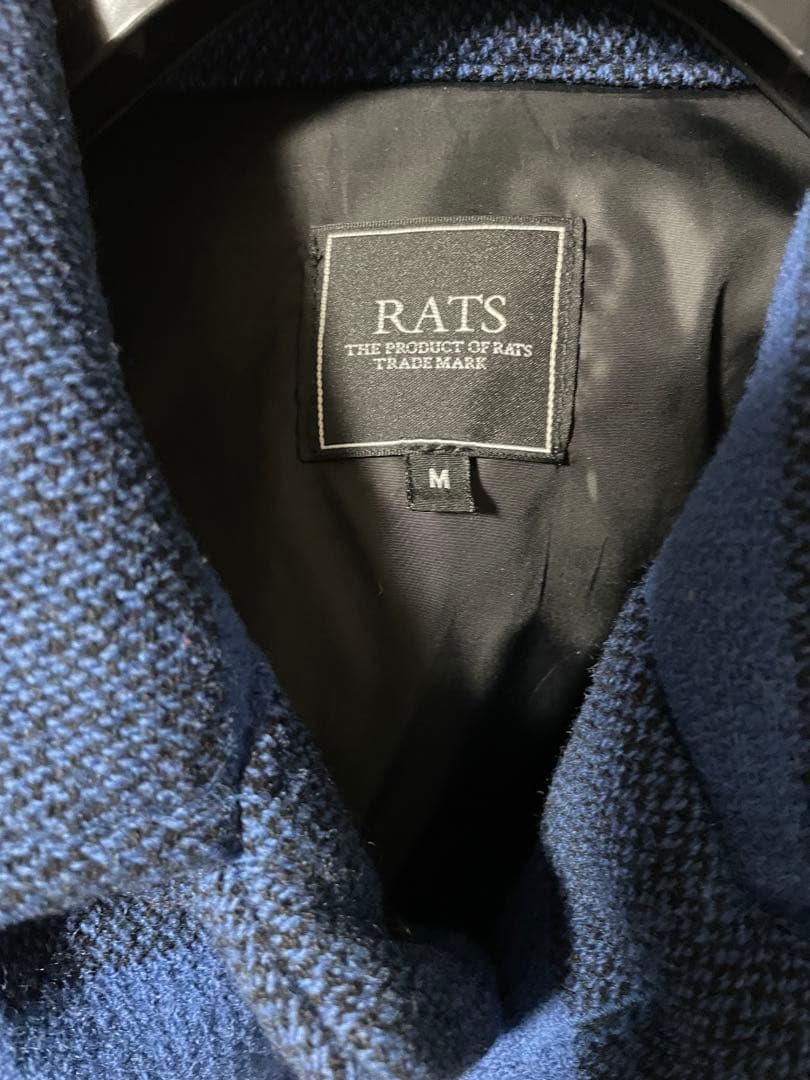 RATS
THE PRODUCT OF RATS
TRADE MARK
M